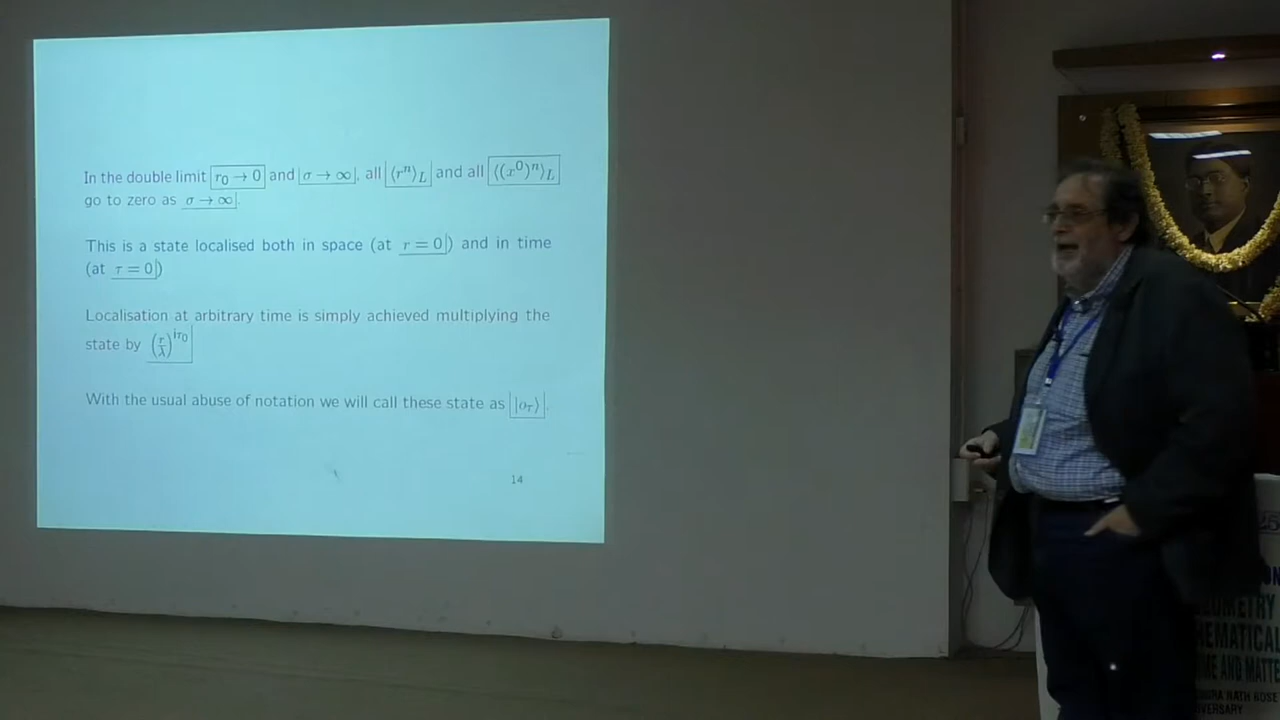 In the double limit r₀ → 0 and σ → ∞, all ⟨rⁿ⟩_L and all ⟨(x⁰)ⁿ⟩_L
go to zero as σ → ∞.
This is a state localised both in space (at r = 0) and in time
(at τ = 0)
Localisation at arbitrary time is simply achieved multiplying the
state by (r/λ)^{iτ₀}
With the usual abuse of notation we will call these state as |o_τ⟩.
14
AND MATTE